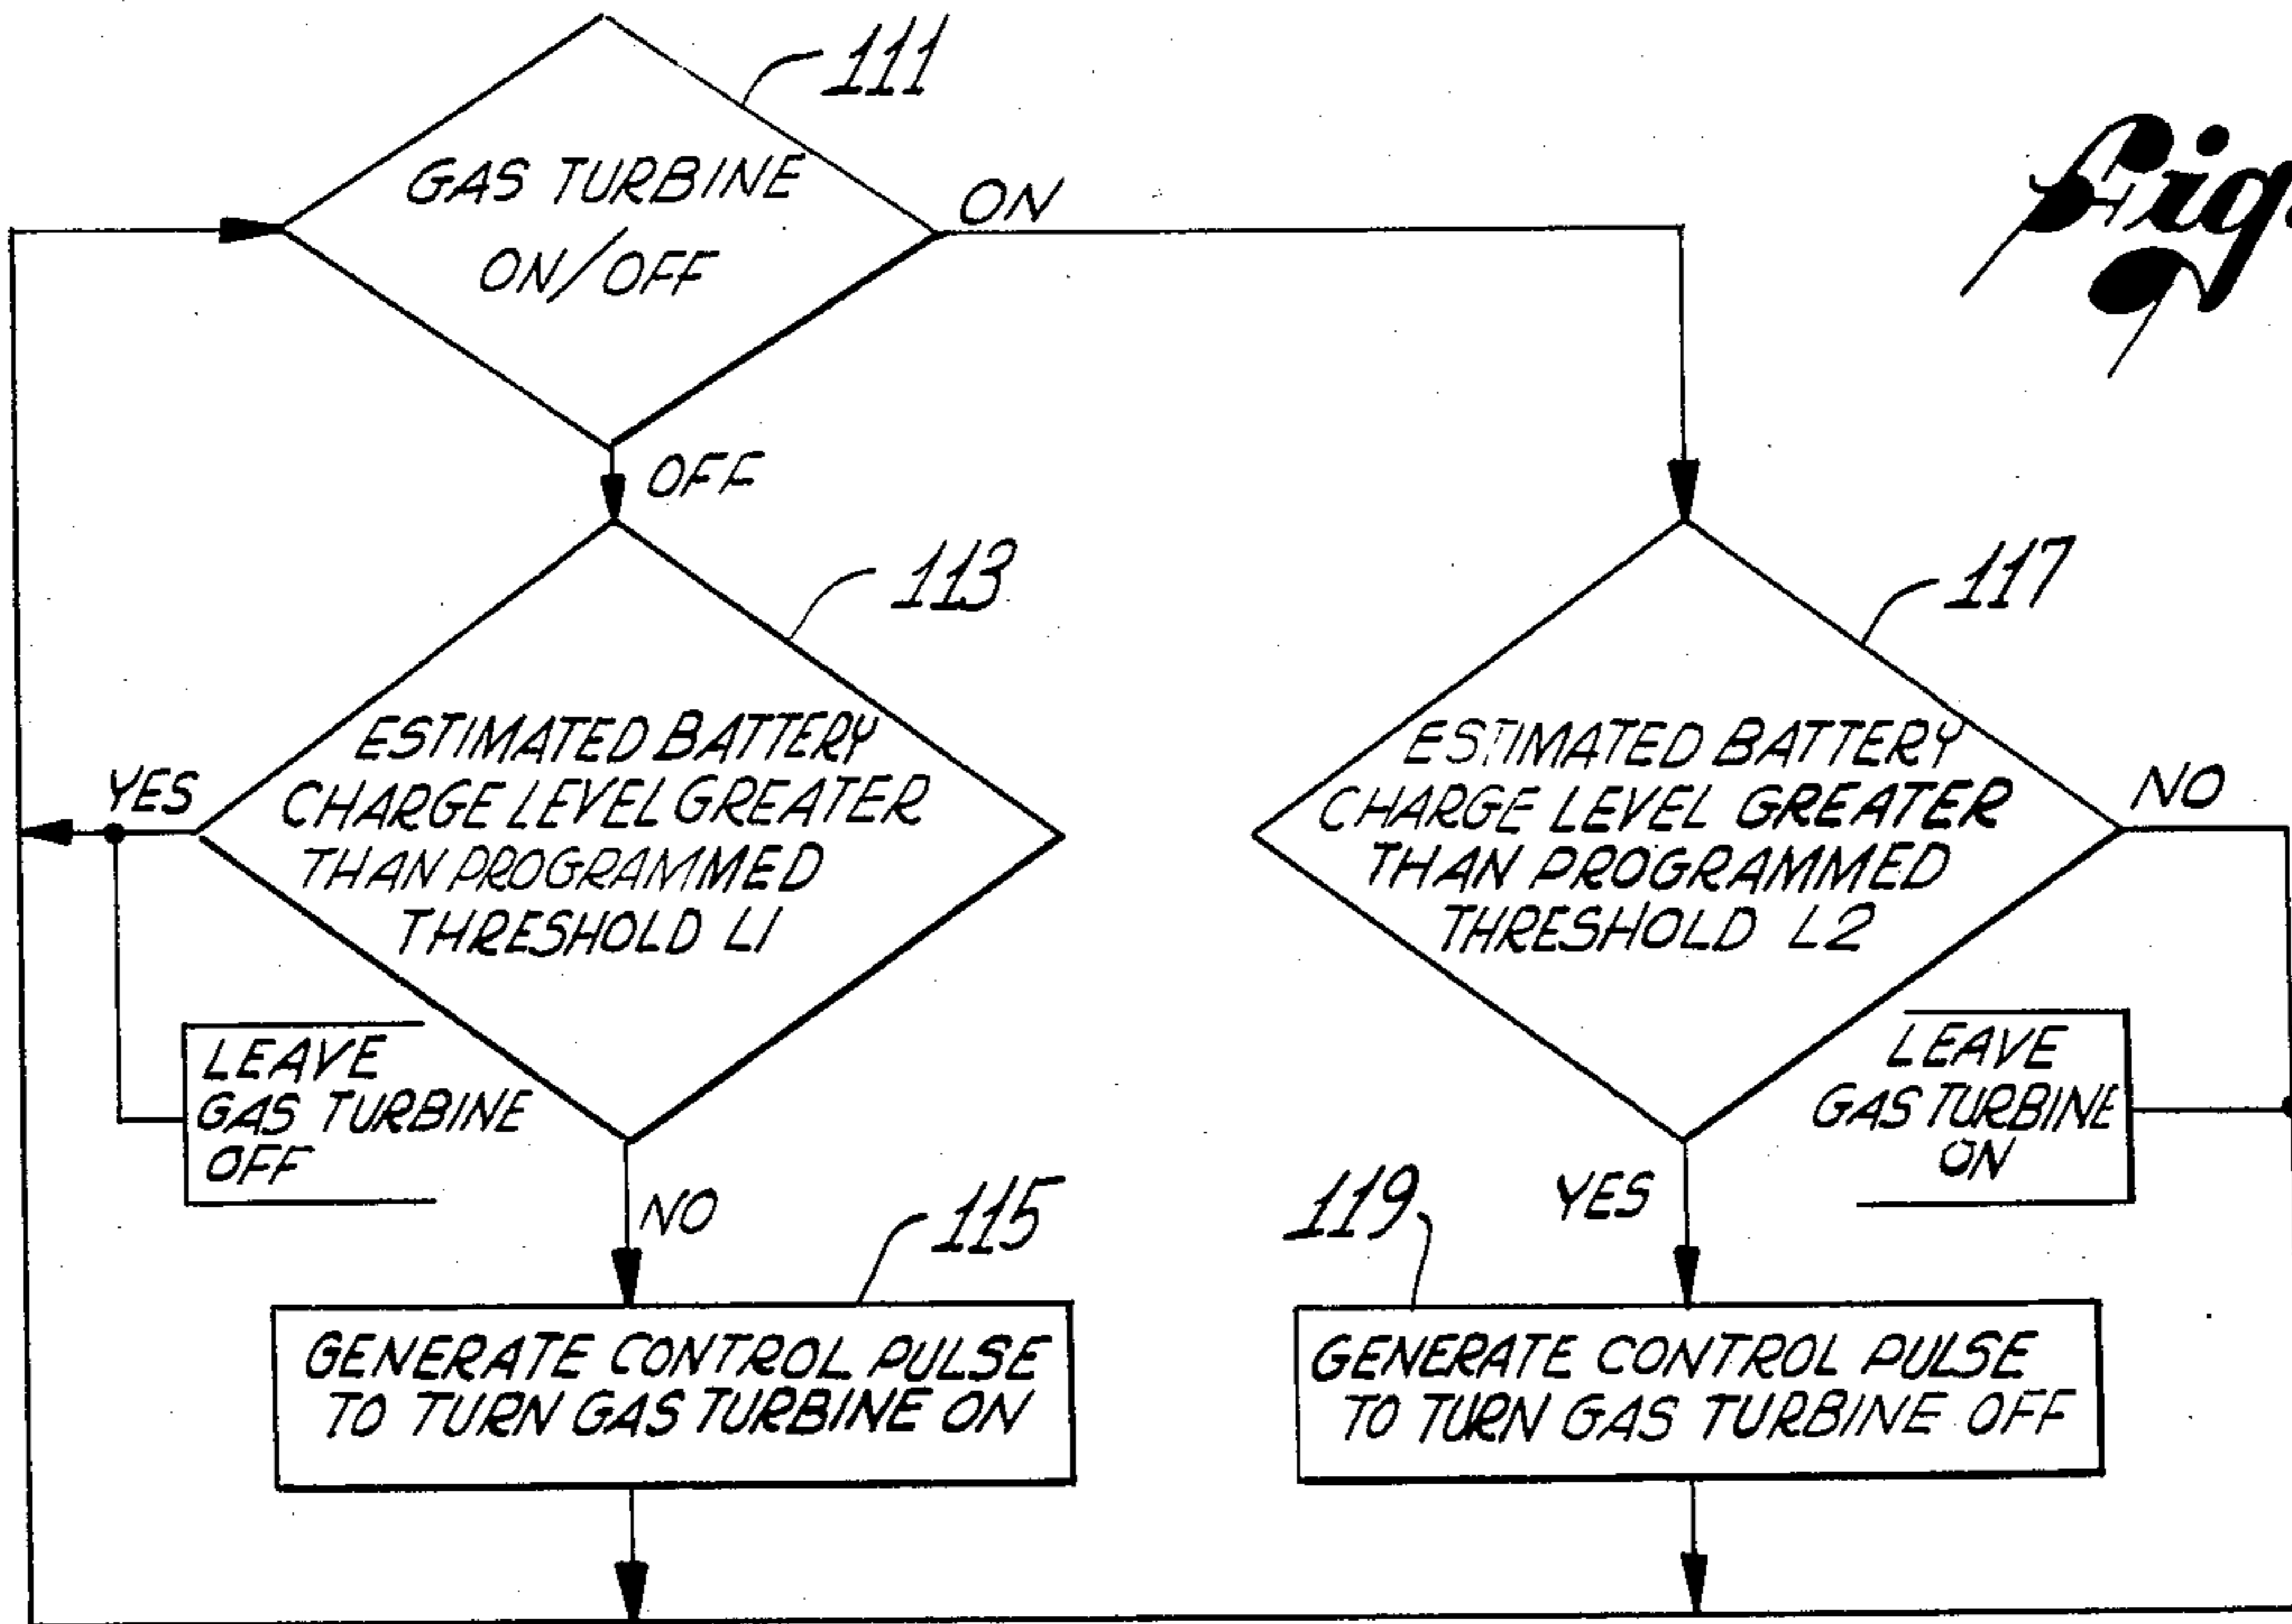 111
GAS TURBINE
ON/OFF
ON
Fig.
OFF
113
117
ESTIMATED BATTERY
CHARGE LEVEL GREATER
THAN PROGRAMMED
THRESHOLD L1
YES
ESTIMATED BATTERY
CHARGE LEVEL GREATER
THAN PROGRAMMED
THRESHOLD L2
NO
LEAVE
GAS TURBINE
OFF
LEAVE
GAS TURBINE
ON
NO
115
119
YES
GENERATE CONTROL PULSE
TO TURN GAS TURBINE ON
GENERATE CONTROL PULSE
TO TURN GAS TURBINE OFF